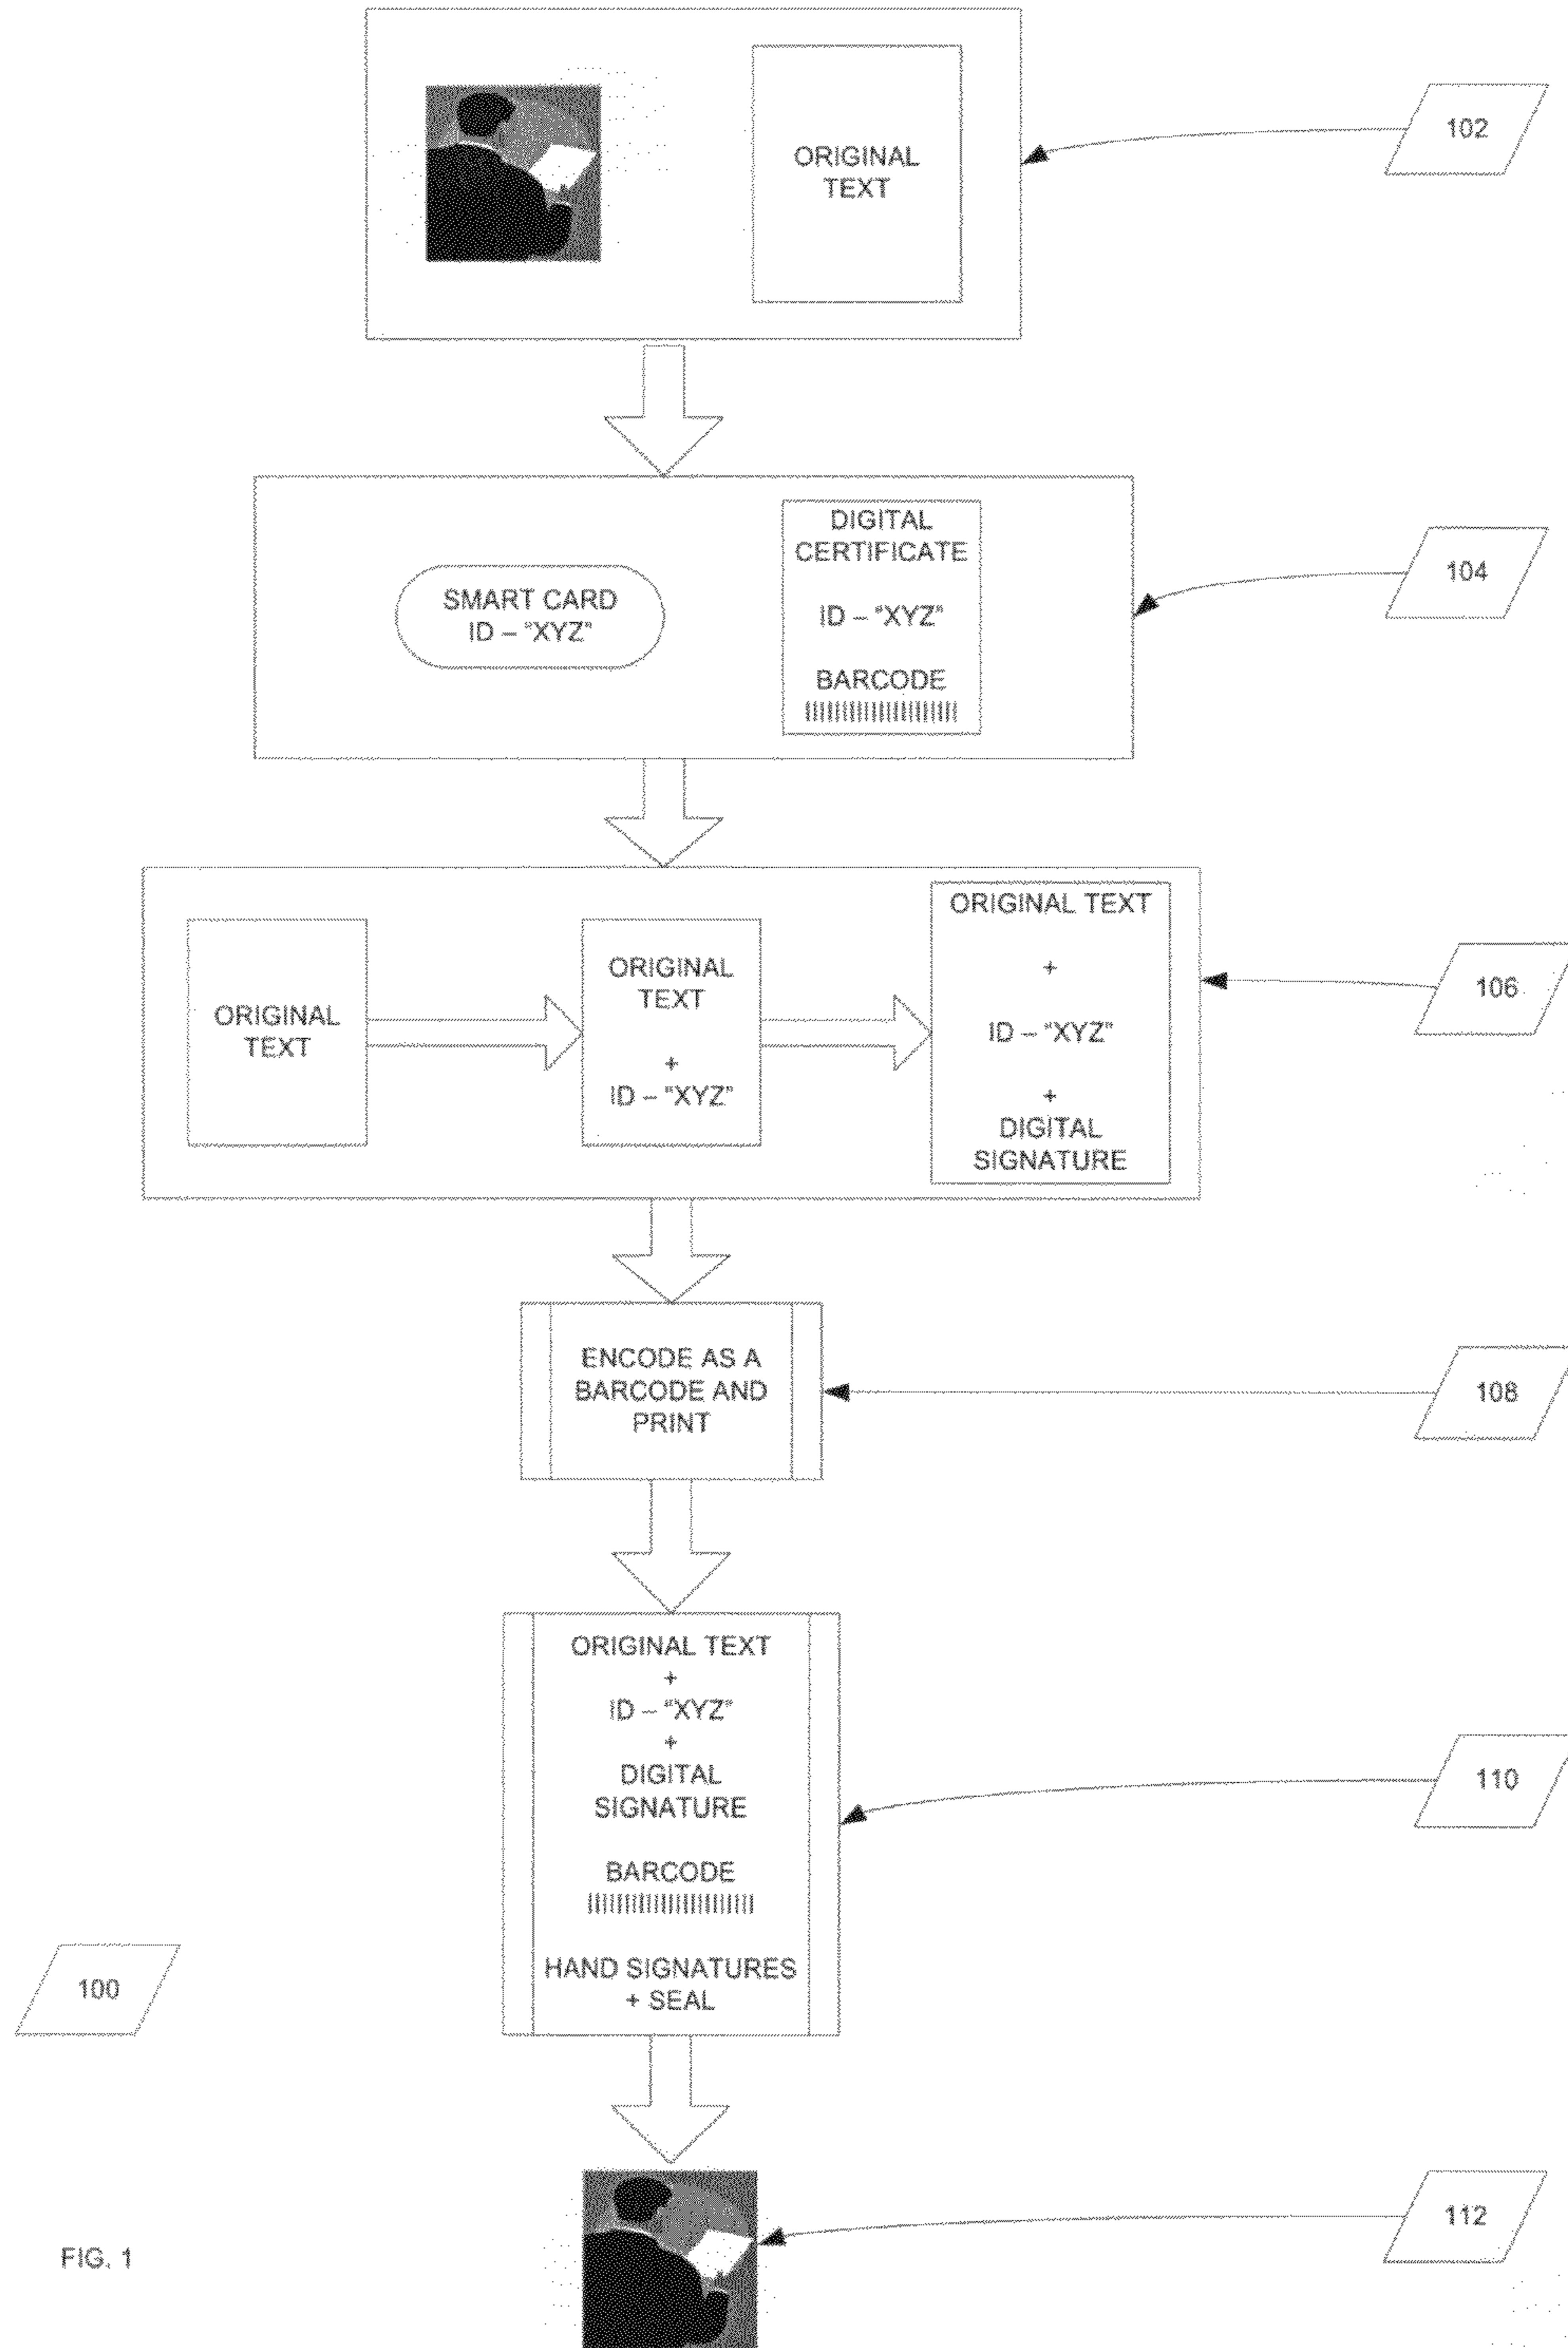 ORIGINAL
TEXT
102
SMART CARD
ID – "XYZ"
DIGITAL
CERTIFICATE
ID – "XYZ"
BARCODE
104
ORIGINAL
TEXT
ORIGINAL
TEXT
+
ID – "XYZ"
ORIGINAL TEXT
+
ID – "XYZ"
+
DIGITAL
SIGNATURE
106
ENCODE AS A
BARCODE AND
PRINT
108
ORIGINAL TEXT
+
ID – "XYZ"
+
DIGITAL
SIGNATURE
BARCODE
HAND SIGNATURES
+ SEAL
110
100
112
FIG. 1